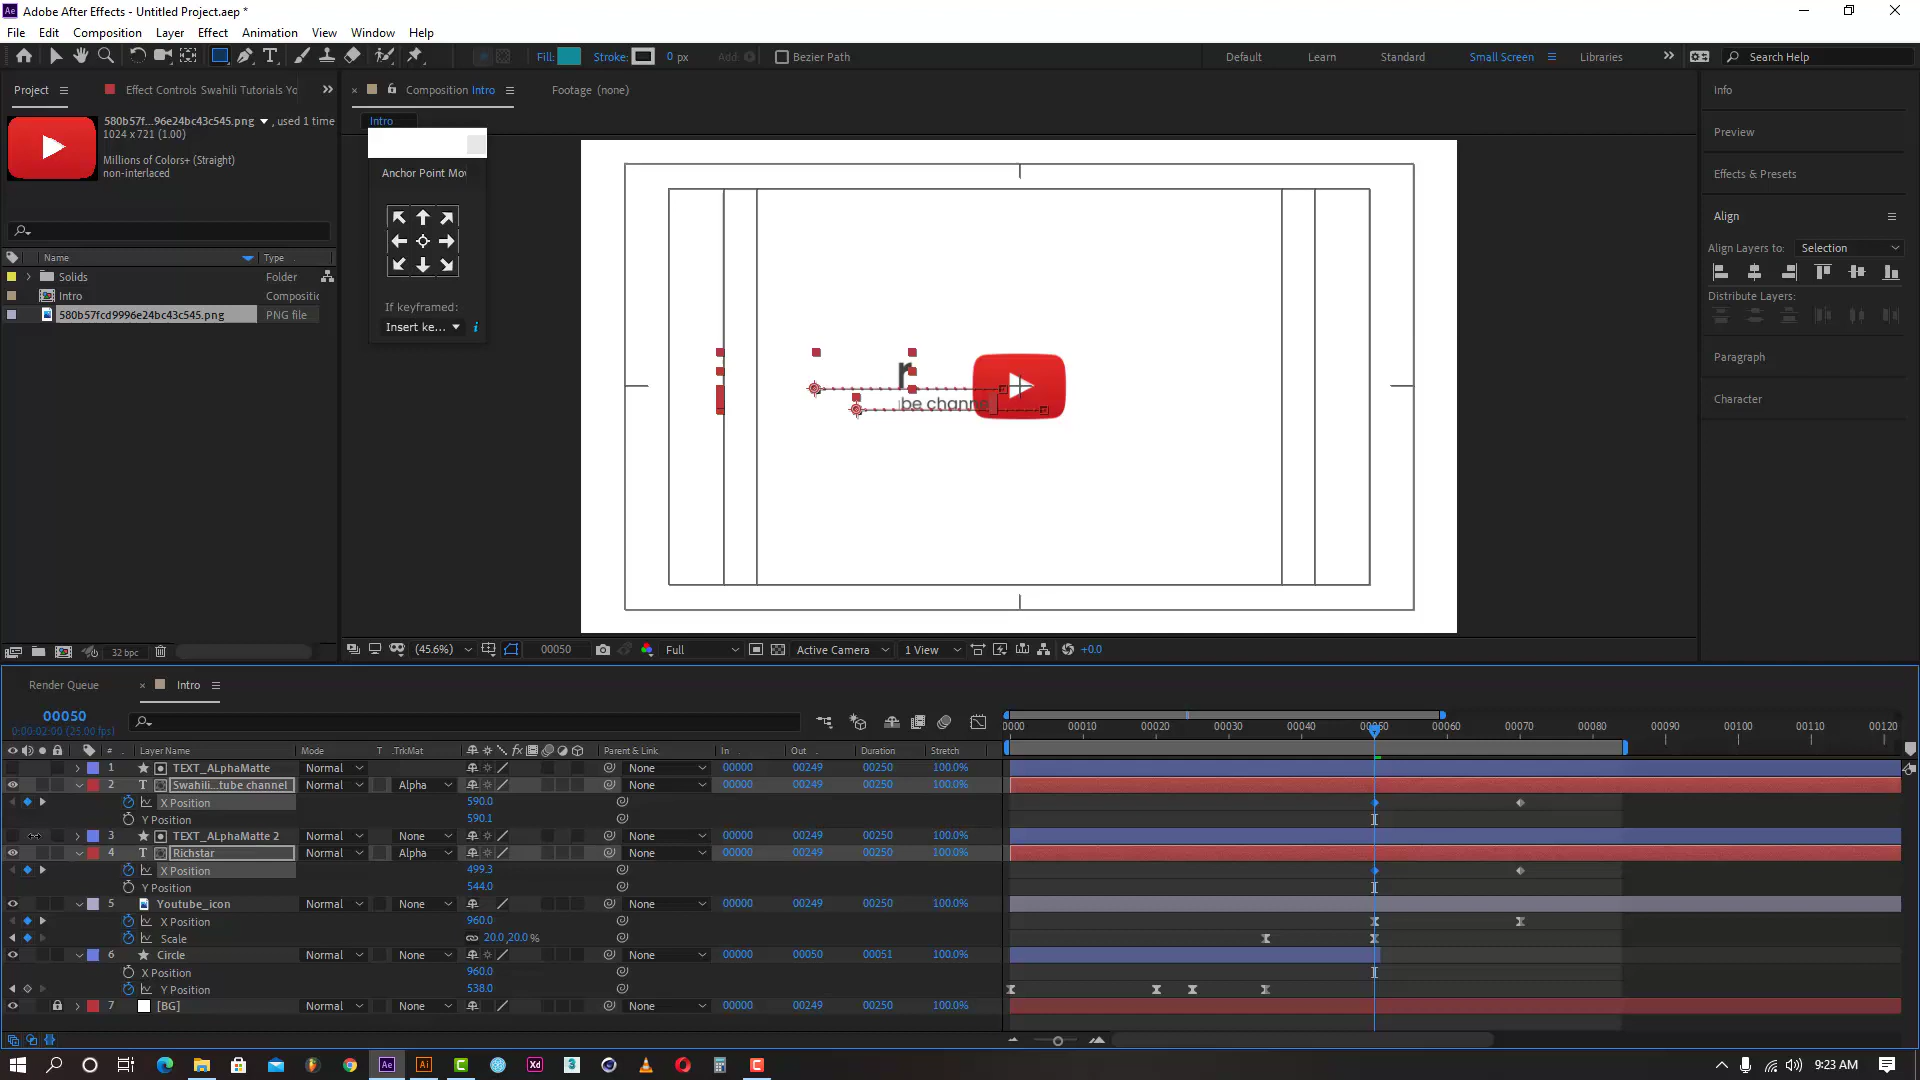 Adobe After Effects - Untitled Project.aep *
File Edit Composition Layer Effect Animation View Window Help
Fill: Stroke: 0 px Add: Bezier Path Default Learn Standard Small Screen Libraries Search Help
Project Effect Controls Swahili Tutorials Yo
Composition Intro Footage (none)
580b57f...96e24bc43c545.png , used 1 time
1024 x 721 (1.00)
Millions of Colors+ (Straight)
non-interlaced
Intro
Anchor Point Mov
If keyframed:
Insert ke...
Name Type
Solids Folder
Intro Compositic
580b57fcd9996e24bc43c545.png PNG file
32 bpc
r
be channe
Info
Preview
Effects & Presets
Align
Align Layers to: Selection
Distribute Layers:
Paragraph
Character
(45.6%) 00050 Full Active Camera 1 View +0.0
Render Queue Intro
00050
0:00:02:00 (25.00 fps)
# Layer Name Mode T .TrkMat Parent & Link In Out Duration Stretch
0000 00010 00020 00030 00040 00050 00060 00070 00080 00090 00100 00110 00120
1 TEXT_ALphaMatte Normal None 00000 00249 00250 100.0%
2 Swahili...tube channel Normal Alpha None 00000 00249 00250 100.0%
X Position 590.0
Y Position 590.1
3 TEXT_ALphaMatte 2 Normal None None 00000 00249 00250 100.0%
4 Richstar Normal Alpha None 00000 00249 00250 100.0%
X Position 499.3
Y Position 544.0
5 Youtube_icon Normal None None 00000 00249 00250 100.0%
X Position 960.0
Scale 20.0,20.0 %
6 Circle Normal None None 00000 00050 00051 100.0%
X Position 960.0
Y Position 538.0
7 [BG] Normal None None 00000 00249 00250 100.0%
9:23 AM